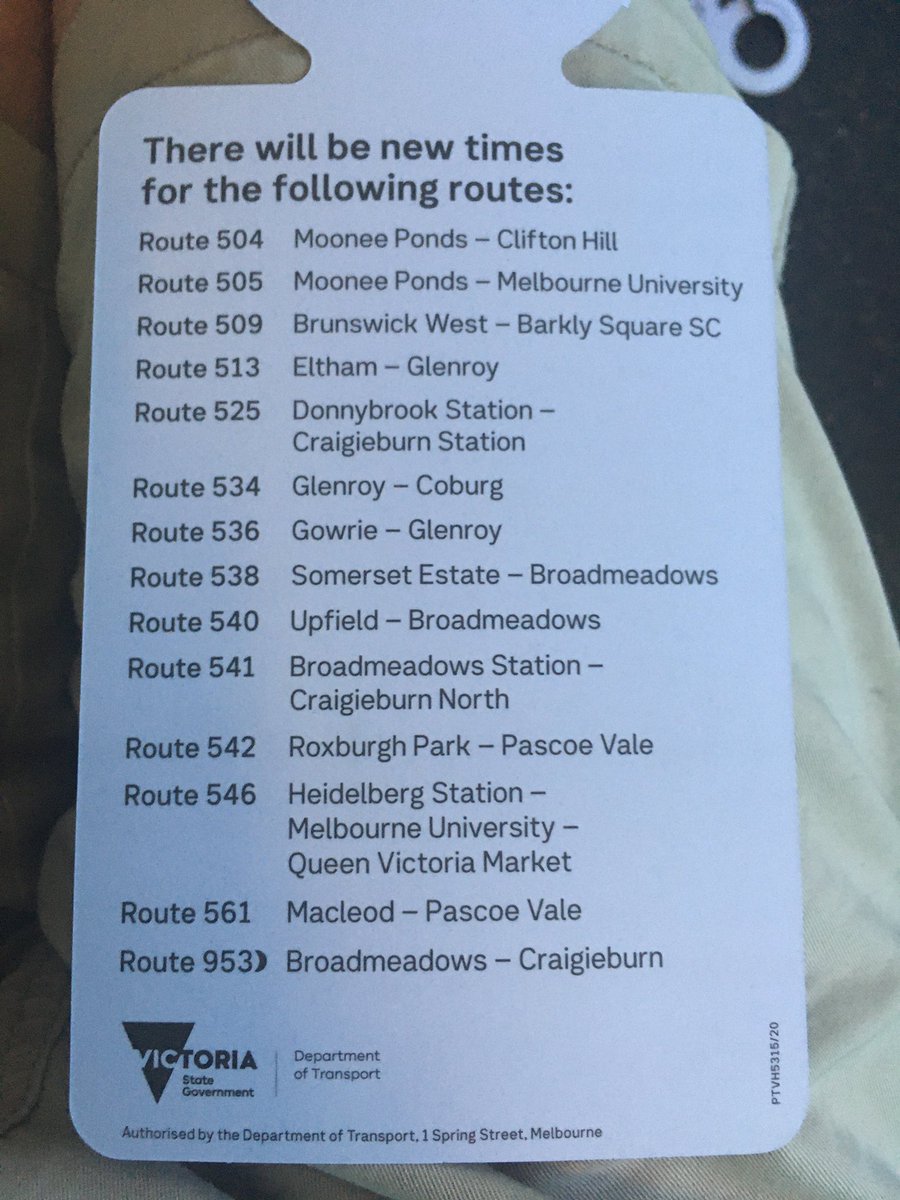 There will be new times
for the following routes:
Route 504 Moonee Ponds – Clifton Hill
Route 505 Moonee Ponds – Melbourne University
Route 509 Brunswick West – Barkly Square SC
Route 513 Eltham – Glenroy
Route 525 Donnybrook Station –
Craigieburn Station
Route 534 Glenroy – Coburg
Route 536 Gowrie – Glenroy
Route 538 Somerset Estate – Broadmeadows
Route 540 Upfield – Broadmeadows
Route 541 Broadmeadows Station –
Craigieburn North
Route 542 Roxburgh Park – Pascoe Vale
Route 546 Heidelberg Station –
Melbourne University –
Queen Victoria Market
Route 561 Macleod – Pascoe Vale
Route 953 Broadmeadows – Craigieburn
VICTORIA
State
Government
Department
of Transport
PTVH5315/20
Authorised by the Department of Transport, 1 Spring Street, Melbourne